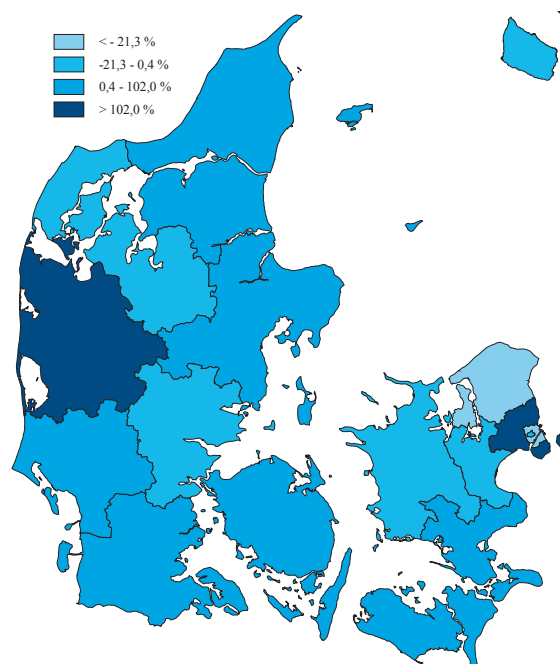 < - 21,3 %
-21,3 - 0,4 %
0,4 - 102,0 %
> 102,0 %